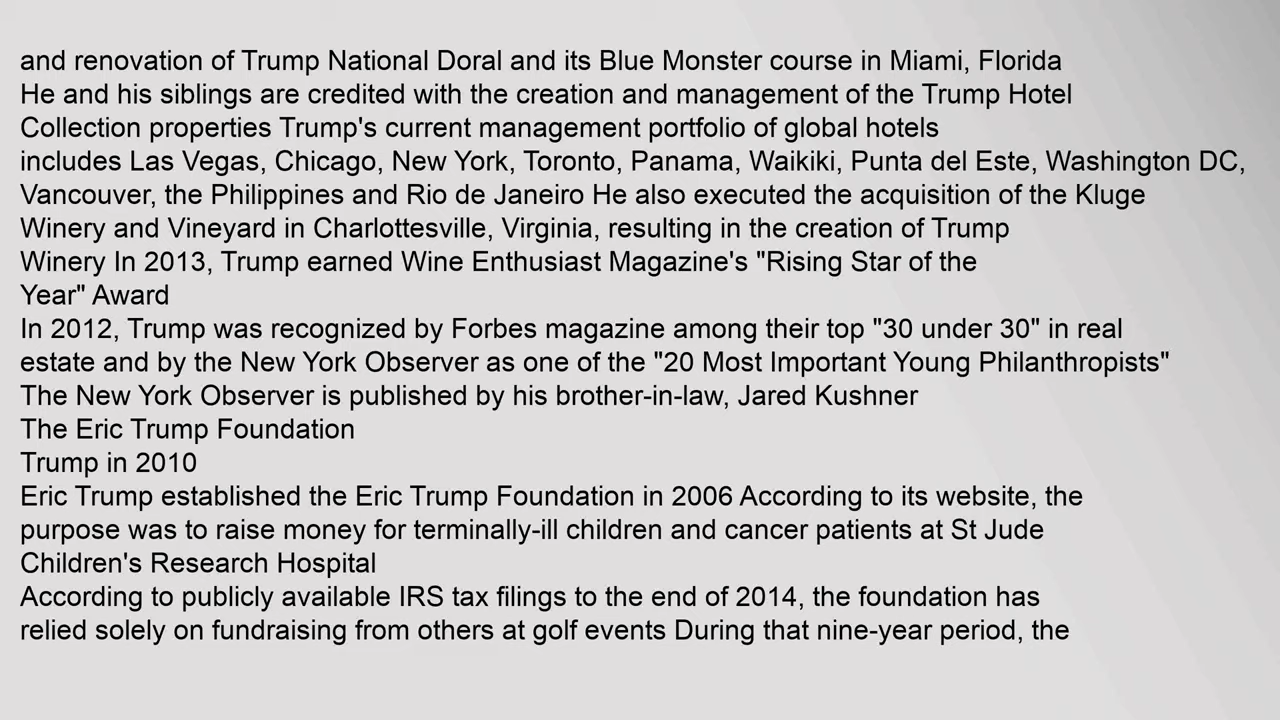 and renovation of Trump National Doral and its Blue Monster course in Miami, Florida
He and his siblings are credited with the creation and management of the Trump Hotel
Collection properties Trump's current management portfolio of global hotels
includes Las Vegas, Chicago, New York, Toronto, Panama, Waikiki, Punta del Este, Washington DC,
Vancouver, the Philippines and Rio de Janeiro He also executed the acquisition of the Kluge
Winery and Vineyard in Charlottesville, Virginia, resulting in the creation of Trump
Winery In 2013, Trump earned Wine Enthusiast Magazine's "Rising Star of the
Year" Award
In 2012, Trump was recognized by Forbes magazine among their top "30 under 30" in real
estate and by the New York Observer as one of the "20 Most Important Young Philanthropists"
The New York Observer is published by his brother-in-law, Jared Kushner
The Eric Trump Foundation
Trump in 2010
Eric Trump established the Eric Trump Foundation in 2006 According to its website, the
purpose was to raise money for terminally-ill children and cancer patients at St Jude
Children's Research Hospital
According to publicly available IRS tax filings to the end of 2014, the foundation has
relied solely on fundraising from others at golf events During that nine-year period, the